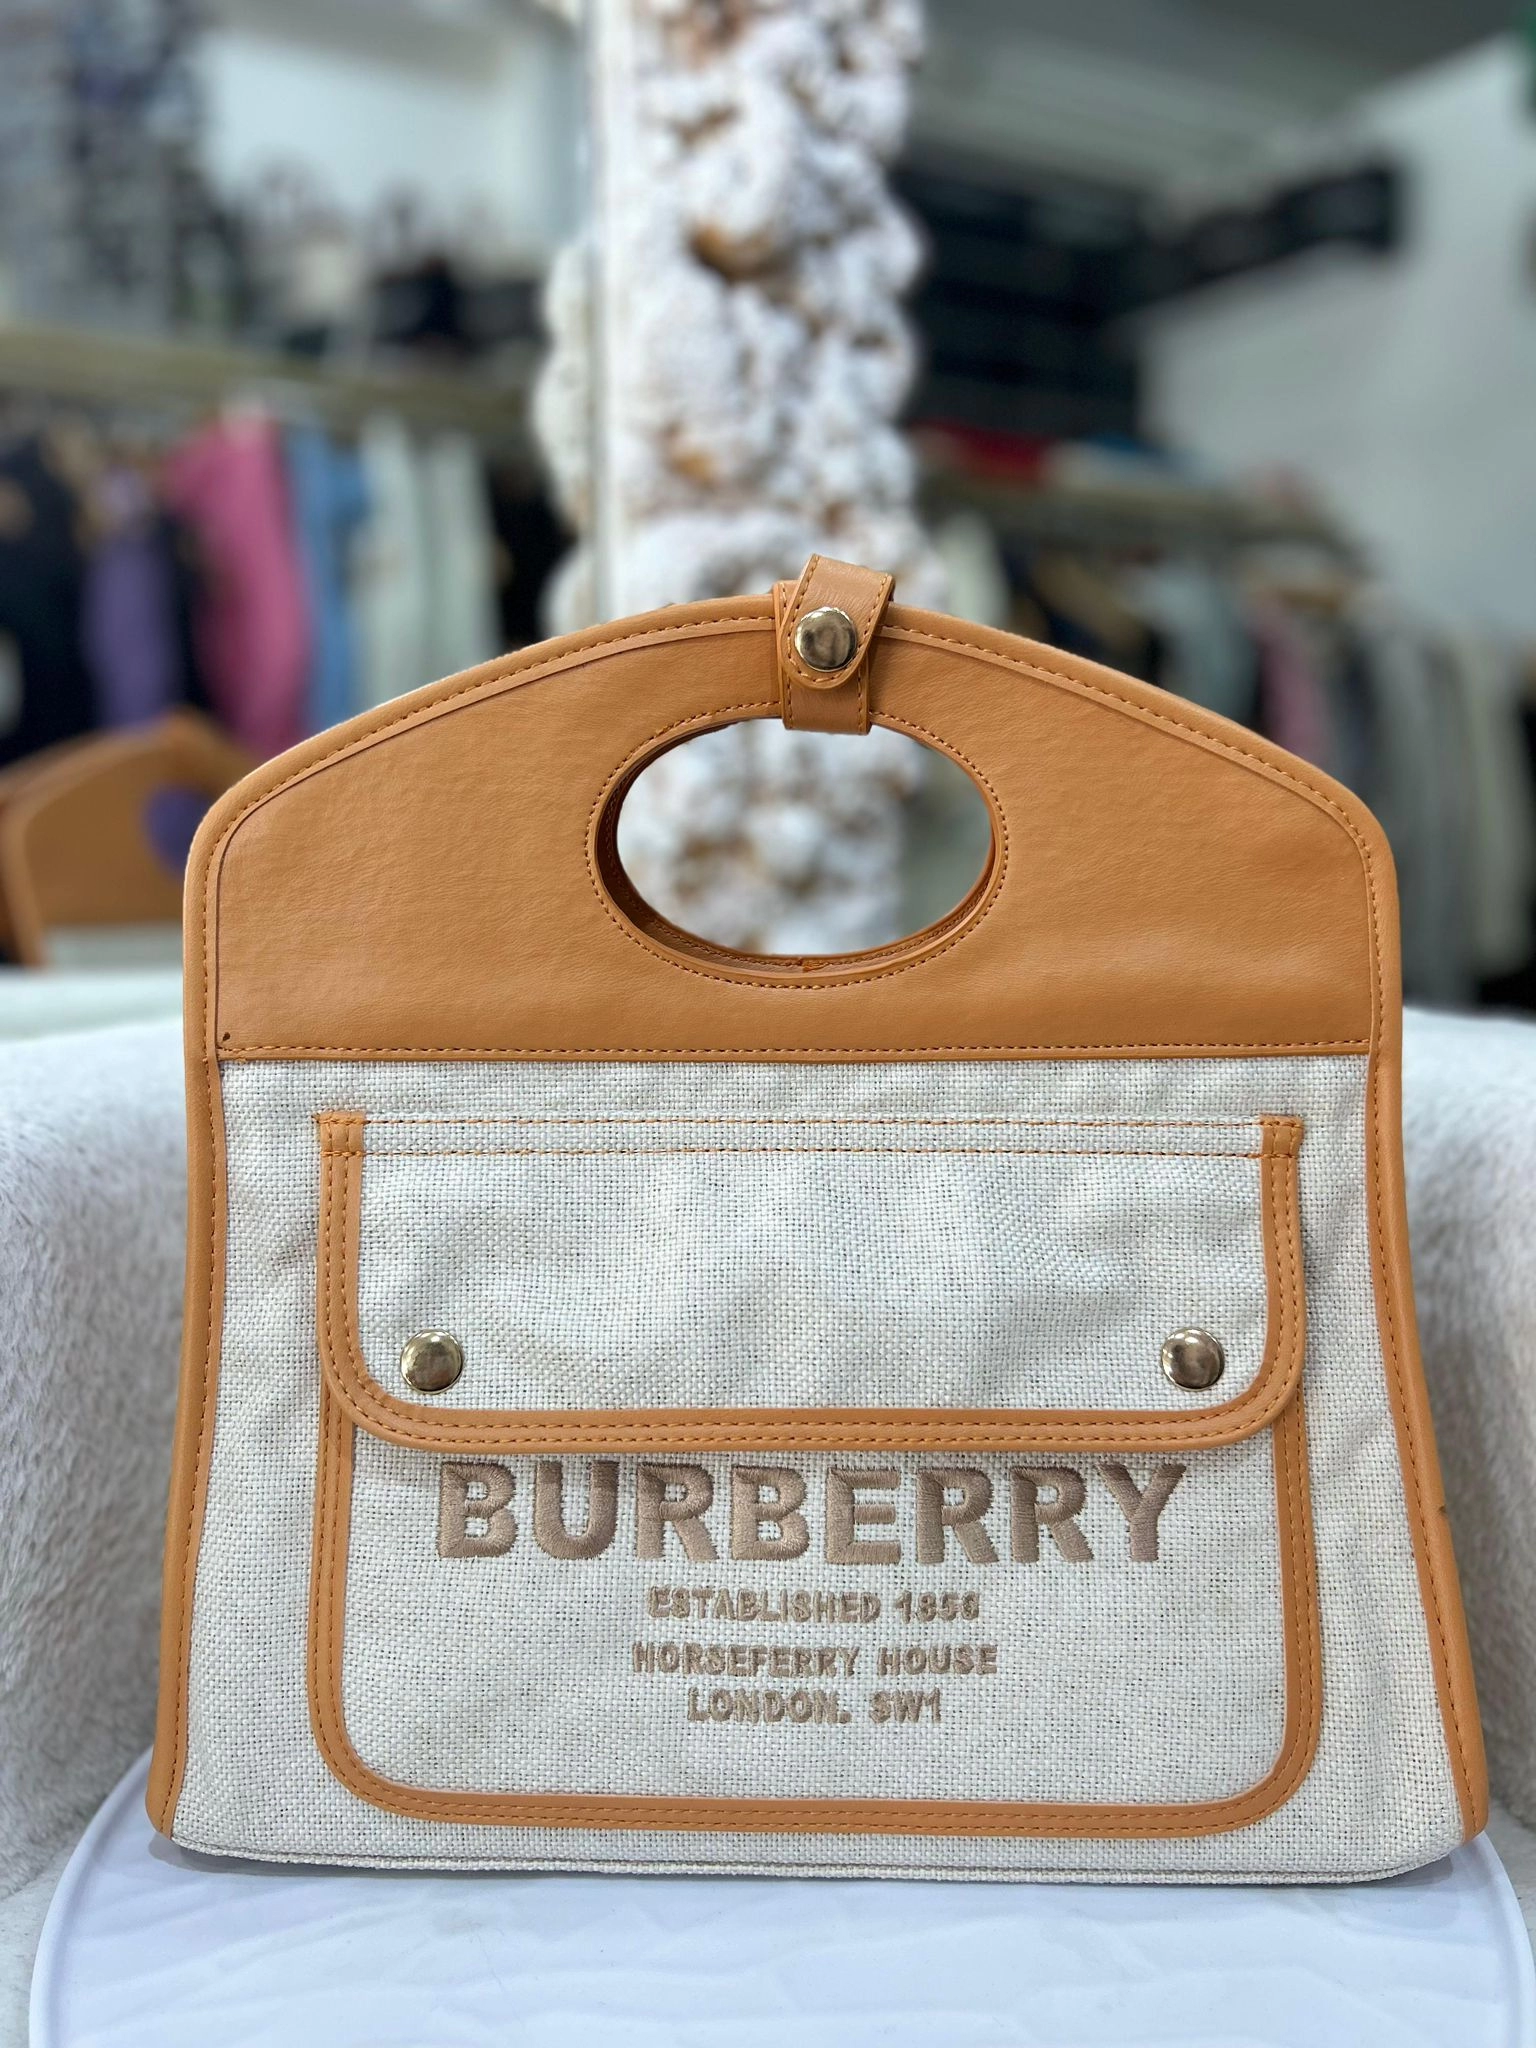 BURBERRY
ESTABLISHED 1856
HORSEFERRY HOUSE
LONDON. SW1